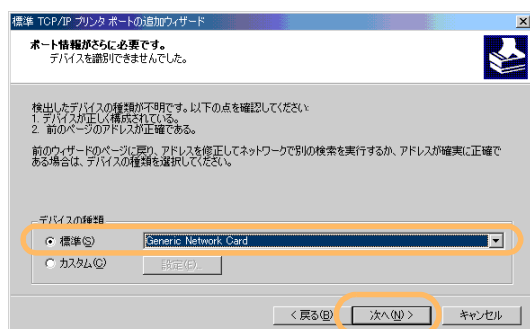 標準 TCP/IP プリンタ ポートの追加ウィザード
ポート情報がさらに必要です。
デバイスを識別できませんでした。
検出したデバイスの種類が不明です。以下の点を確認してください:
1. デバイスが正しく構成されている。
2. 前のページのアドレスが正確である。
前のウィザードのページに戻り、アドレスを修正してネットワークで別の検索を実行するか、アドレスが確実に正確で
ある場合は、デバイスの種類を選択してください。
デバイスの種類
標準(S)
Generic Network Card
カスタム(C)
設定(E)...
< 戻る(B)
次へ(N) >
キャンセル